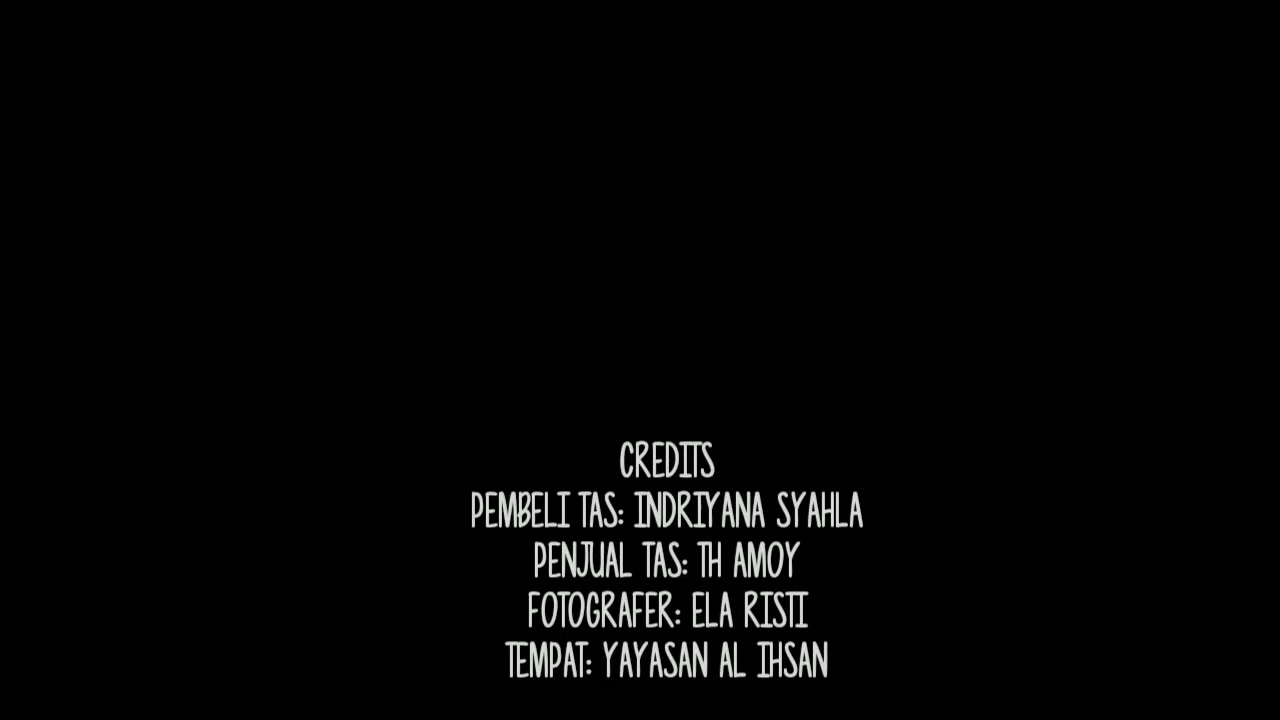 CREDITS
PEMBELI TAS: INDRIYANA SYAHLA
PENJUAL TAS: TH AMOY
FOTOGRAFER: ELA RISTI
TEMPAT: YAYASAN AL IHSAN